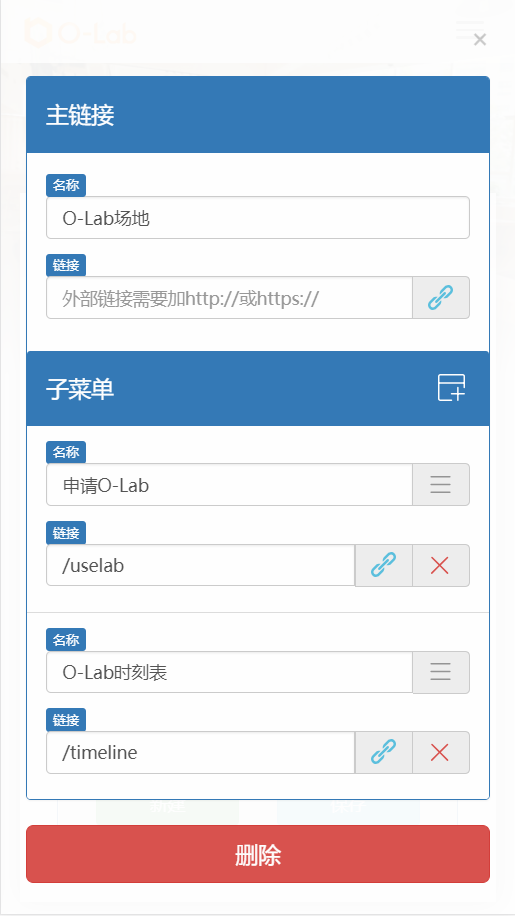 O-Lab
主链接
名称
O-Lab场地
链接
外部链接需要加http://或https://
子菜单
名称
申请O-Lab
链接
/uselab
名称
O-Lab时刻表
链接
/timeline
删除